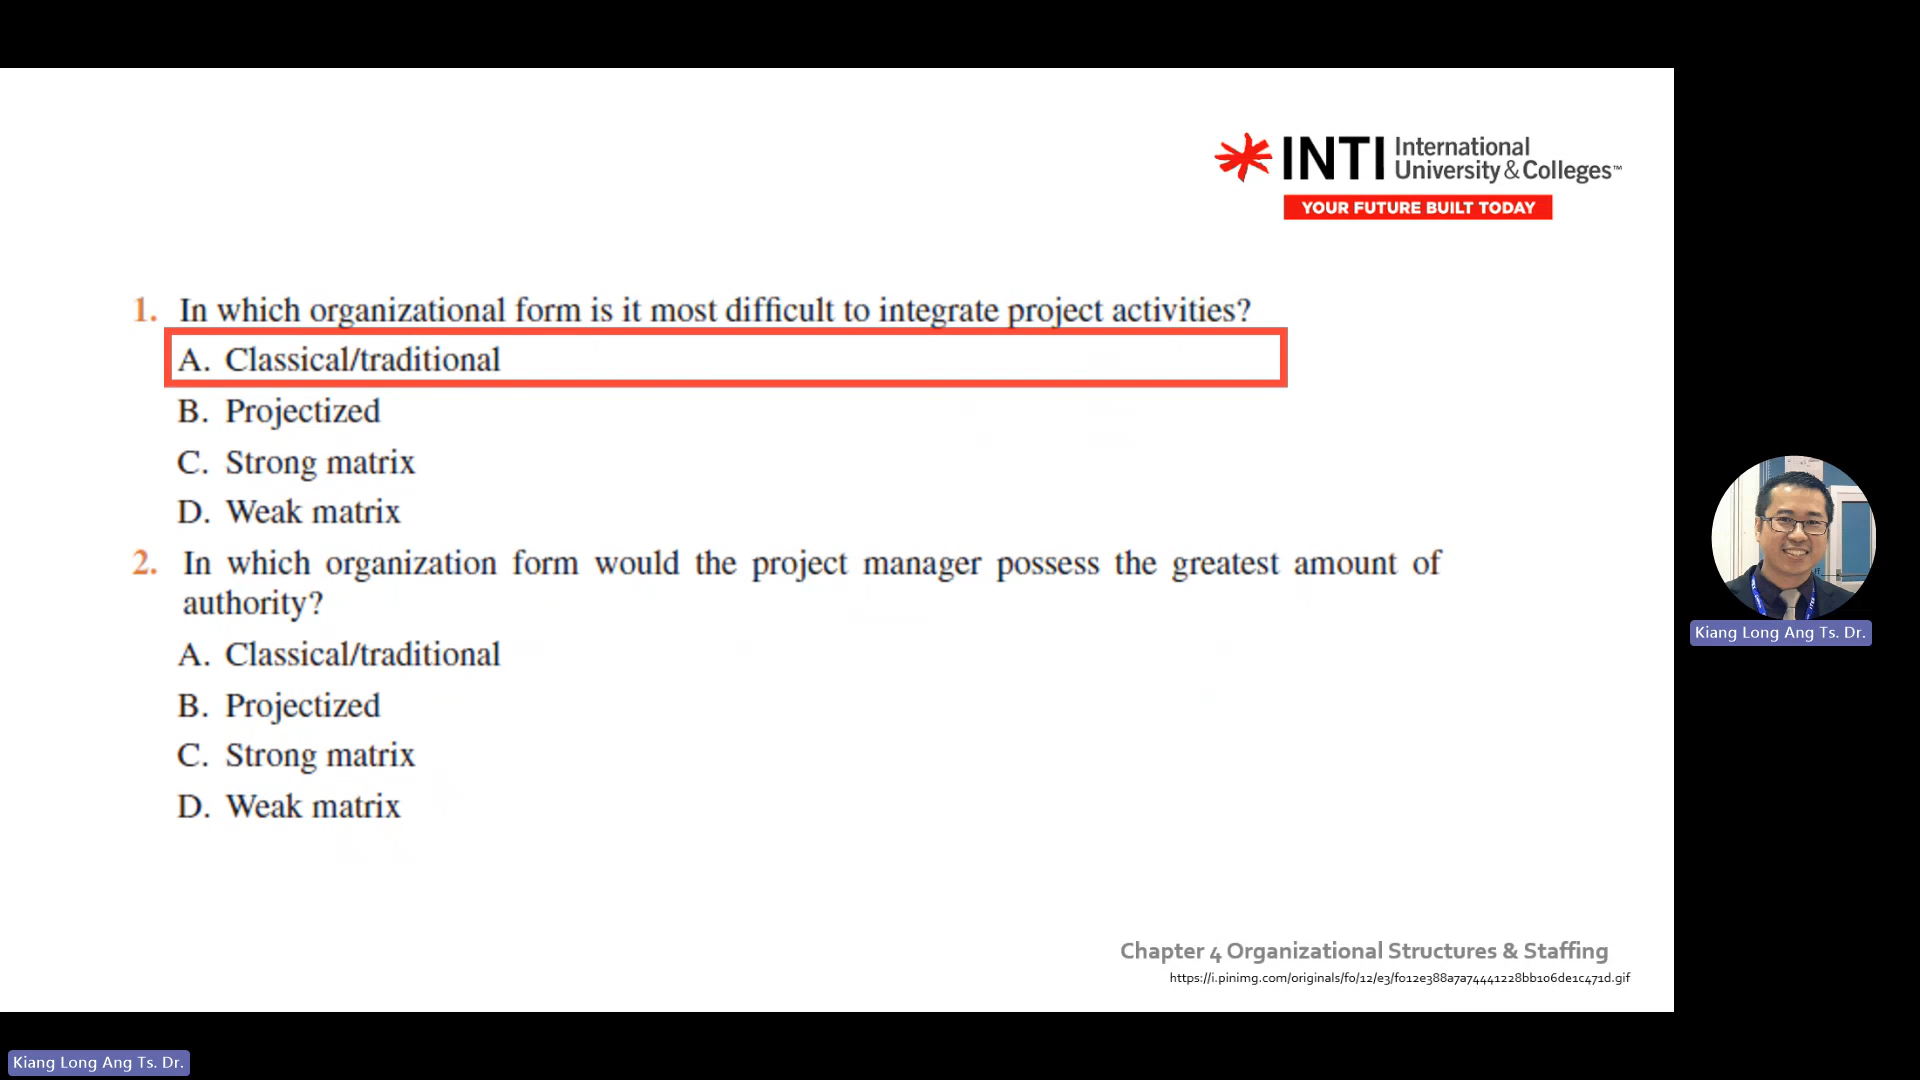 INTI International
University & Colleges™
YOUR FUTURE BUILT TODAY
1. In which organizational form is it most difficult to integrate project activities?
A. Classical/traditional
B. Projectized
C. Strong matrix
D. Weak matrix
2. In which organization form would the project manager possess the greatest amount of
authority?
A. Classical/traditional
B. Projectized
C. Strong matrix
D. Weak matrix
Kiang Long Ang Ts. Dr.
Chapter 4 Organizational Structures & Staffing
https://i.pinimg.com/originals/f0/12/e3/f012e388a7a74441228bb106de1c471d.gif
Kiang Long Ang Ts. Dr.